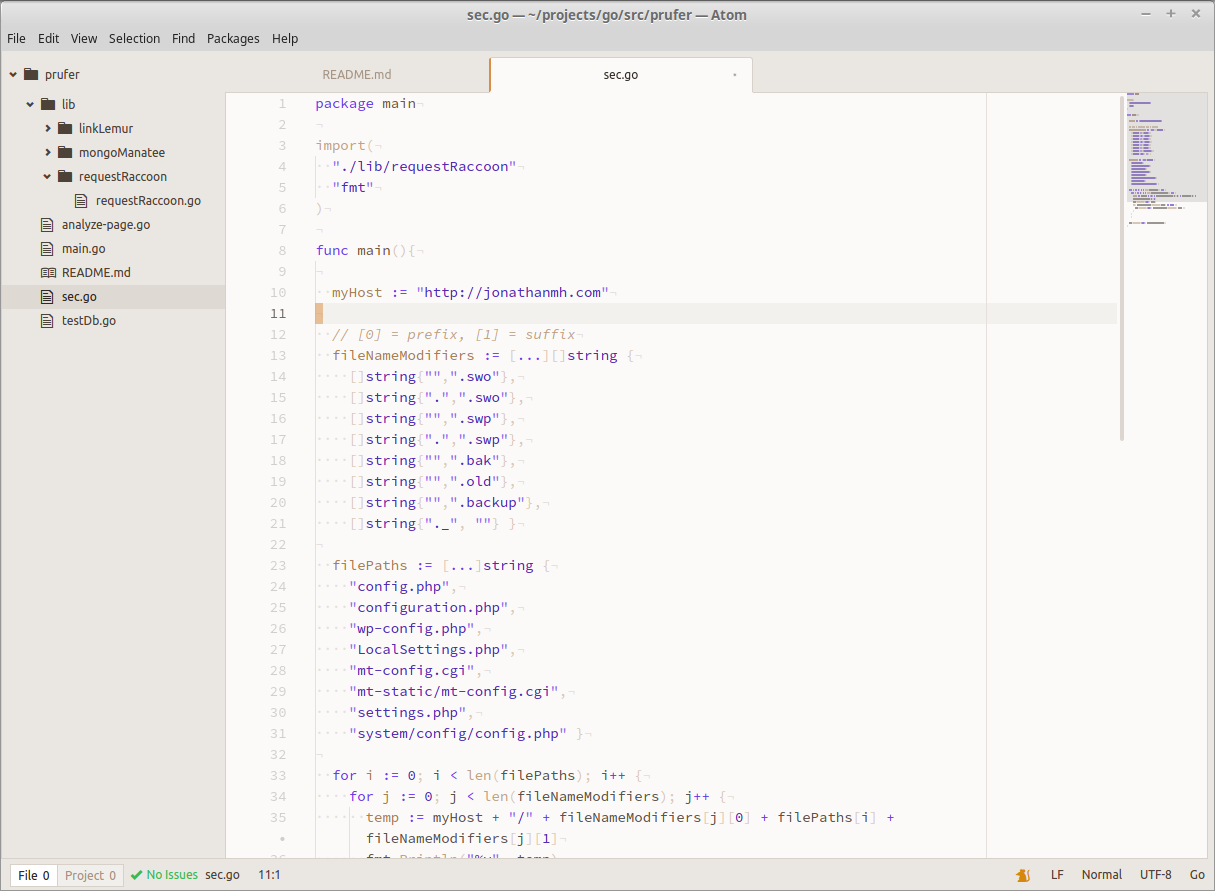 sec.go — ~/projects/go/src/prufer — Atom
File Edit View Selection Find Packages Help
prufer
lib
linkLemur
mongoManatee
requestRaccoon
requestRaccoon.go
analyze-page.go
main.go
README.md
sec.go
testDb.go
README.md sec.go
1 package main
2
3 import(
4 "./lib/requestRaccoon"
5 "fmt"
6 )
7
8 func main(){
9
10 myHost := "http://jonathanmh.com"
11
12 // [0] = prefix, [1] = suffix
13 fileNameModifiers := [...][]string {
14 []string{"",".swo"},
15 []string{".",".swo"},
16 []string{"",".swp"},
17 []string{".",".swp"},
18 []string{"",".bak"},
19 []string{"",".old"},
20 []string{"",".backup"},
21 []string{"._", ""} }
22
23 filePaths := [...]string {
24 "config.php",
25 "configuration.php",
26 "wp-config.php",
27 "LocalSettings.php",
28 "mt-config.cgi",
29 "mt-static/mt-config.cgi",
30 "settings.php",
31 "system/config/config.php" }
32
33 for i := 0; i < len(filePaths); i++ {
34 for j := 0; j < len(fileNameModifiers); j++ {
35 temp := myHost + "/" + fileNameModifiers[j][0] + filePaths[i] +
• fileNameModifiers[j][1]
File 0 Project 0 No Issues sec.go 11:1 LF Normal UTF-8 Go